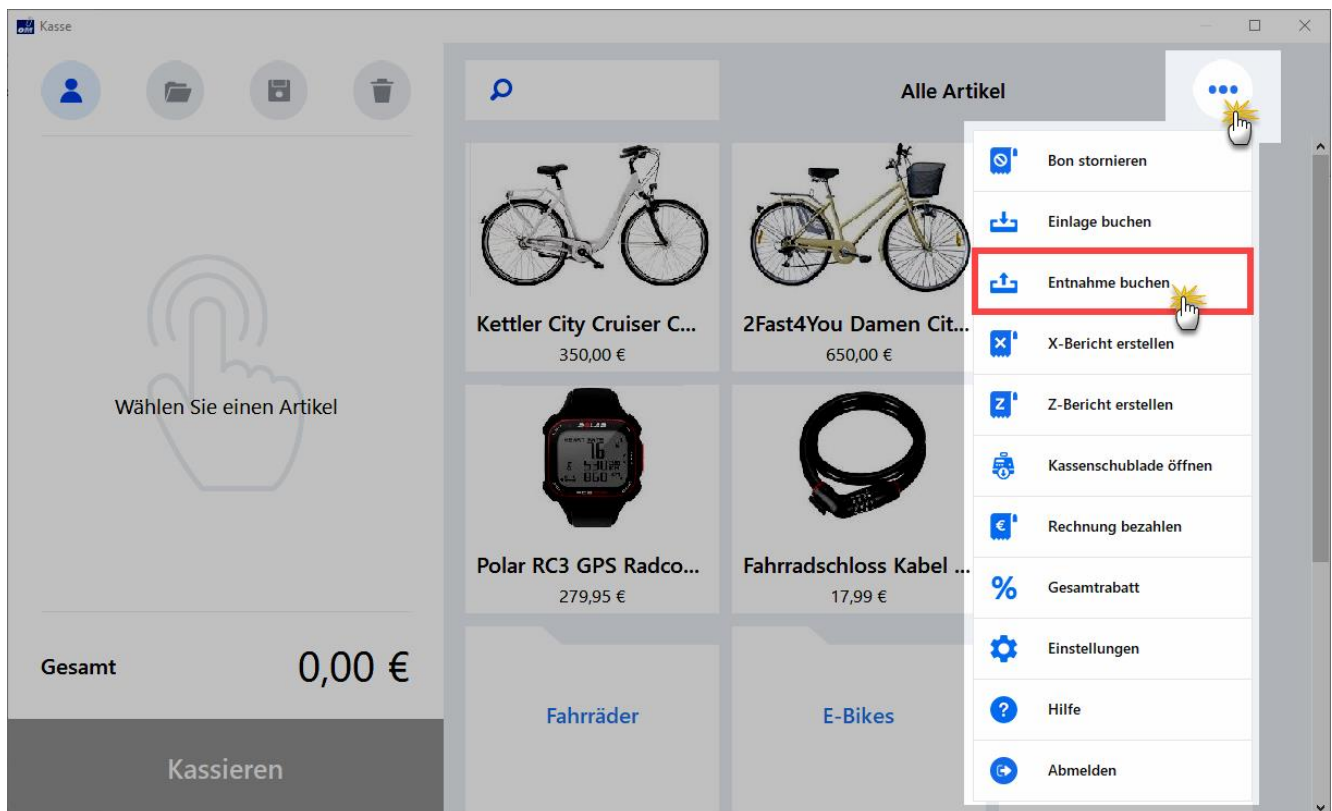 Kasse
Alle Artikel
Bon stornieren
Einlage buchen
Entnahme buchen
X-Bericht erstellen
Z-Bericht erstellen
Kassenschublade öffnen
Rechnung bezahlen
Gesamtrabatt
Einstellungen
Hilfe
Abmelden
Kettler City Cruiser C...
350,00 €
2Fast4You Damen Cit...
650,00 €
Wählen Sie einen Artikel
Polar RC3 GPS Radco...
279,95 €
Fahrradschloss Kabel ...
17,99 €
Gesamt 0,00 €
Fahrräder
E-Bikes
Kassieren